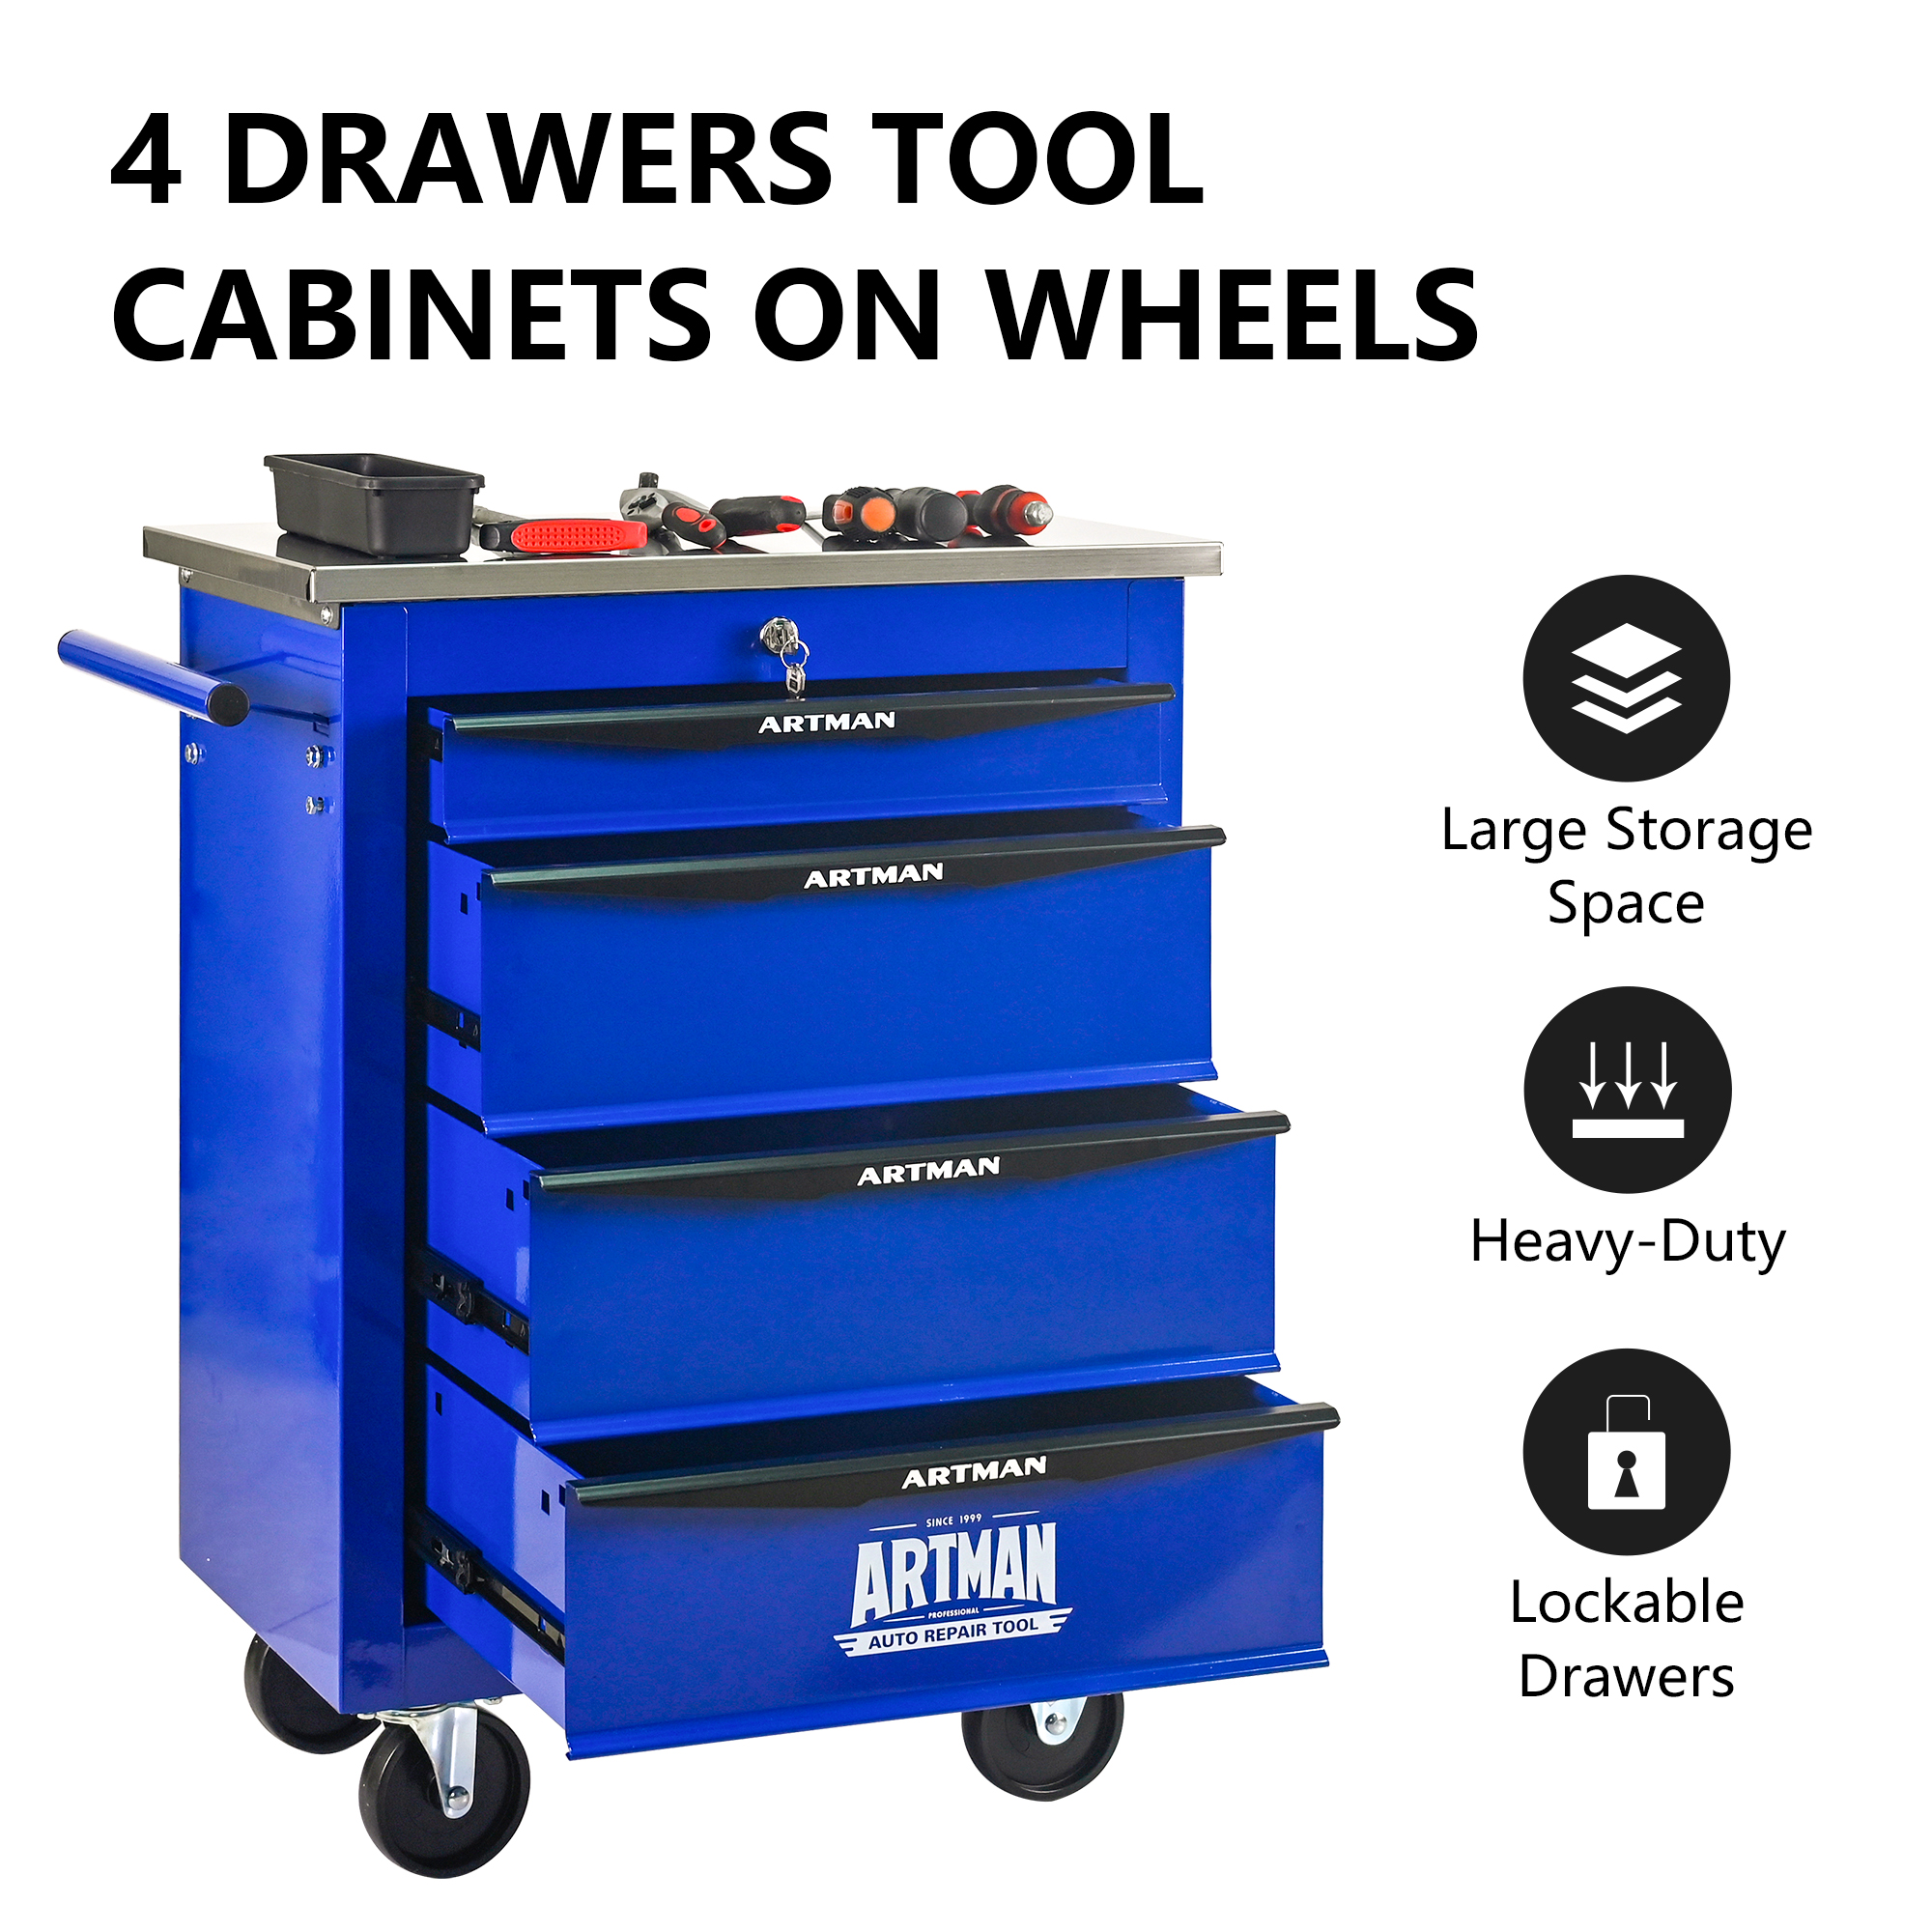 4 DRAWERS TOOL
CABINETS ON WHEELS
ARTMAN
ARTMAN
ARTMAN
ARTMAN
SINCE 1999
ARTMAN
PROFESSIONAL
AUTO REPAIR TOOL
Large Storage
Space
Heavy-Duty
Lockable
Drawers